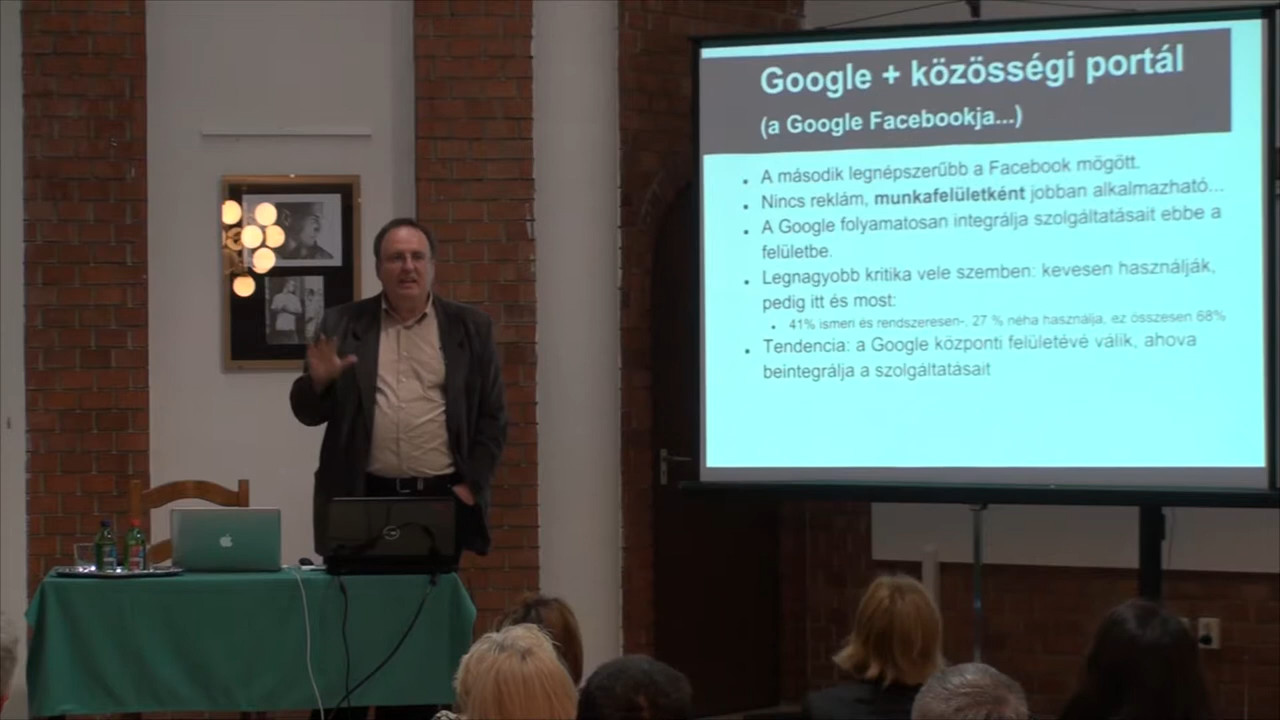 Google + közösségi portál
(a Google Facebookja...)
A második legnépszerűbb a Facebook mögött.
Nincs reklám, munkafelületként jobban alkalmazható...
A Google folyamatosan integrálja szolgáltatásait ebbe a
felületbe.
Legnagyobb kritika vele szemben: kevesen használják,
pedig itt és most:
41% ismeri és rendszeresen-, 27 % néha használja, ez összesen 68%
Tendencia: a Google központi felületévé válik, ahova
beintegrálja a szolgáltatásait
DELL